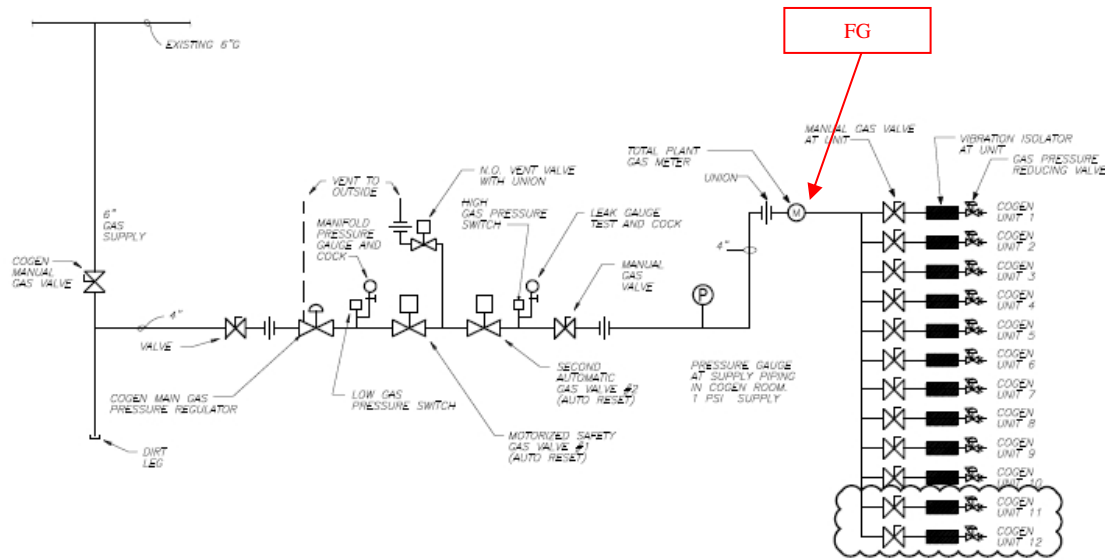 FG
EXISTING 6"G
6"
GAS
SUPPLY
COGEN
MANUAL
GAS VALVE
4"
VALVE
COGEN MAIN GAS
PRESSURE REGULATOR
DIRT
LEG
VENT TO
OUTSIDE
MANIFOLD
PRESSURE
GAUGE AND
COCK
LOW GAS
PRESSURE SWITCH
N.O. VENT VALVE
WITH UNION
HIGH
GAS PRESSURE
SWITCH
MOTORIZED SAFETY
GAS VALVE #1
(AUTO RESET)
SECOND
AUTOMATIC
GAS VALVE #2
(AUTO RESET)
LEAK GAUGE
TEST AND COCK
MANUAL
GAS
VALVE
P
PRESSURE GAUGE
AT SUPPLY PIPING
IN COGEN ROOM.
1 PSI SUPPLY
4"
UNION
TOTAL PLANT
GAS METER
M
MANUAL GAS VALVE
AT UNIT
VIBRATION ISOLATOR
AT UNIT
GAS PRESSURE
REDUCING VALVE
COGEN
UNIT 1
COGEN
UNIT 2
COGEN
UNIT 3
COGEN
UNIT 4
COGEN
UNIT 5
COGEN
UNIT 6
COGEN
UNIT 7
COGEN
UNIT 8
COGEN
UNIT 9
COGEN
UNIT 10
COGEN
UNIT 11
COGEN
UNIT 12